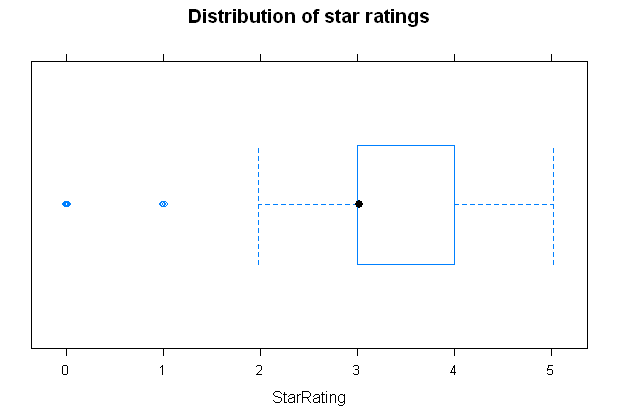 Distribution of star ratings
0 1 2 3 4 5
StarRating